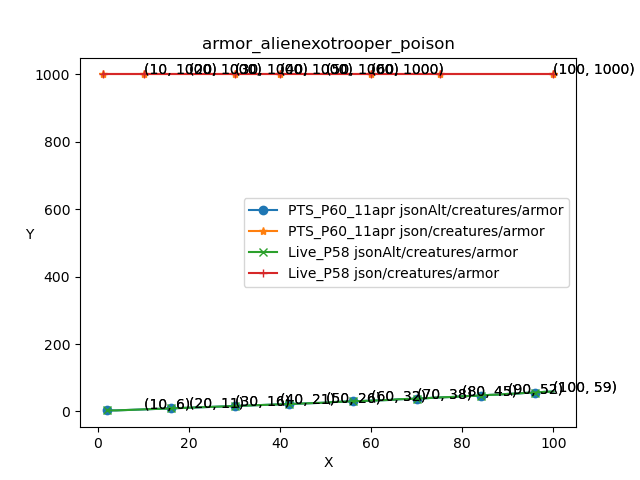 armor_alienexotrooper_poison
1000
(10, 1000)
(20, 1000)
(30, 1000)
(40, 1000)
(50, 1000)
(60, 1000)
(100, 1000)
800
600
Y
400
200
0
PTS_P60_11apr jsonAlt/creatures/armor
PTS_P60_11apr json/creatures/armor
Live_P58 jsonAlt/creatures/armor
Live_P58 json/creatures/armor
(10, 6)
(20, 11)
(30, 16)
(40, 21)
(50, 26)
(60, 32)
(70, 38)
(80, 45)
(90, 52)
(100, 59)
0 20 40 60 80 100
X